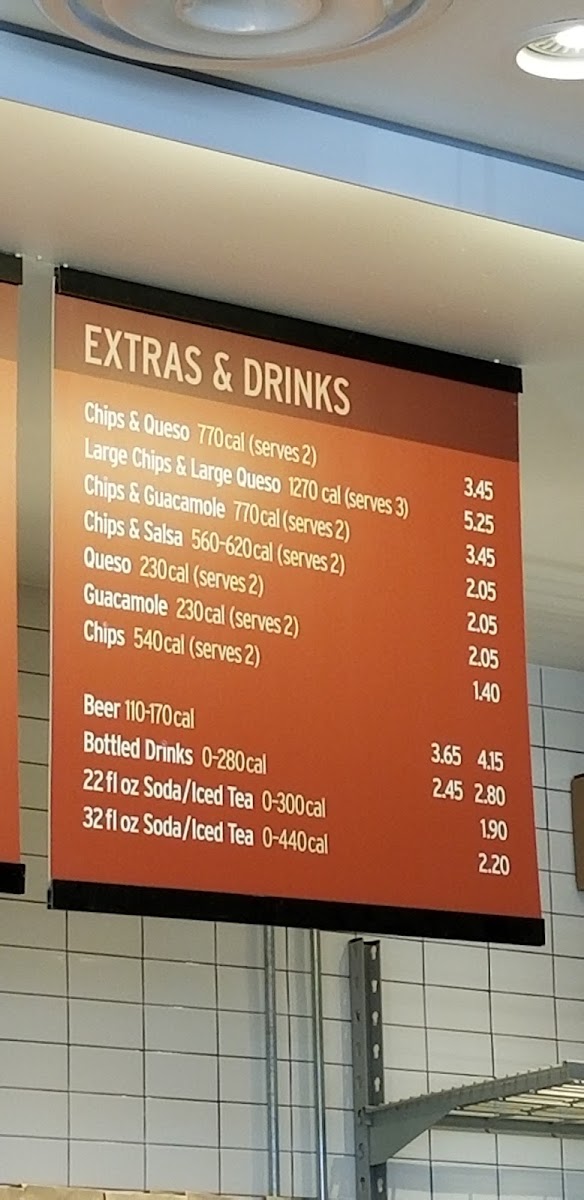 EXTRAS & DRINKS
Chips & Queso 770cal (serves 2) 3.45
Large Chips & Large Queso 1270 cal (serves 3) 5.25
Chips & Guacamole 770cal (serves 2) 3.45
Chips & Salsa 560-620cal (serves 2) 2.05
Queso 230cal (serves 2) 2.05
Guacamole 230cal (serves 2) 2.05
Chips 540cal (serves 2) 1.40
Beer 110-170cal 3.65 4.15
Bottled Drinks 0-280cal 2.45 2.80
22 fl oz Soda/Iced Tea 0-300cal 1.90
32 fl oz Soda/Iced Tea 0-440cal 2.20